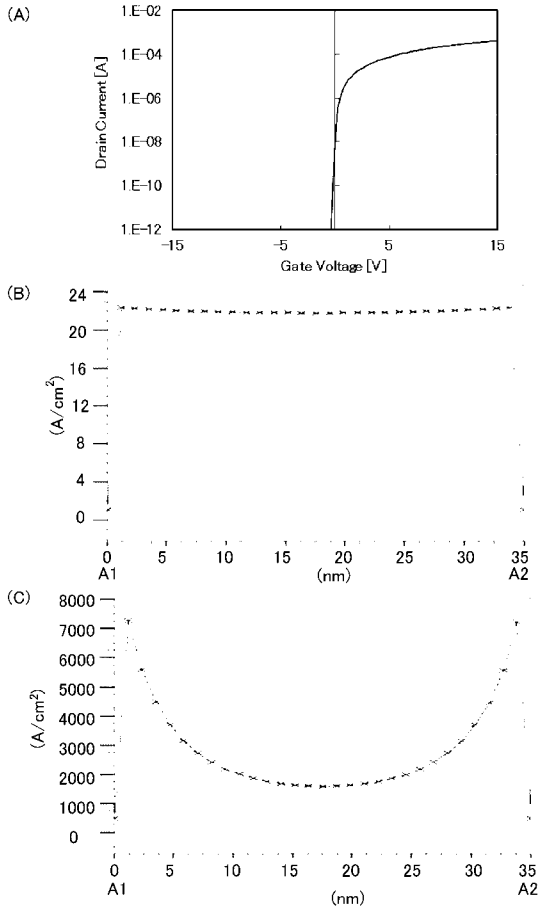 (A)
1.E-02
1.E-04
1.E-06
1.E-08
1.E-10
1.E-12
Drain Current [A]
-15
-5
5
15
Gate Voltage [V]
(B)
24
22
16
12
8
4
0
(A/cm²)
0 5 10 15 20 25 30 35
A1 (nm) A2
(C)
8000
7000
6000
5000
4000
3000
2000
1000
0
(A/cm²)
0 5 10 15 20 25 30 35
A1 (nm) A2